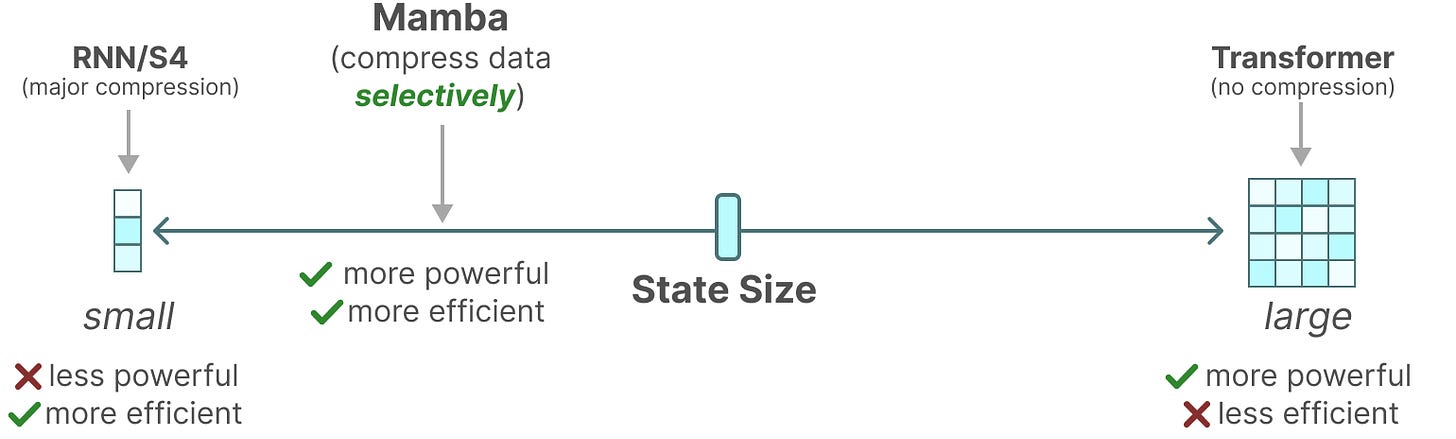 RNN/S4
(major compression)
Mamba
(compress data
selectively)
Transformer
(no compression)
small
less powerful
more efficient
more powerful
more efficient
State Size
large
more powerful
less efficient